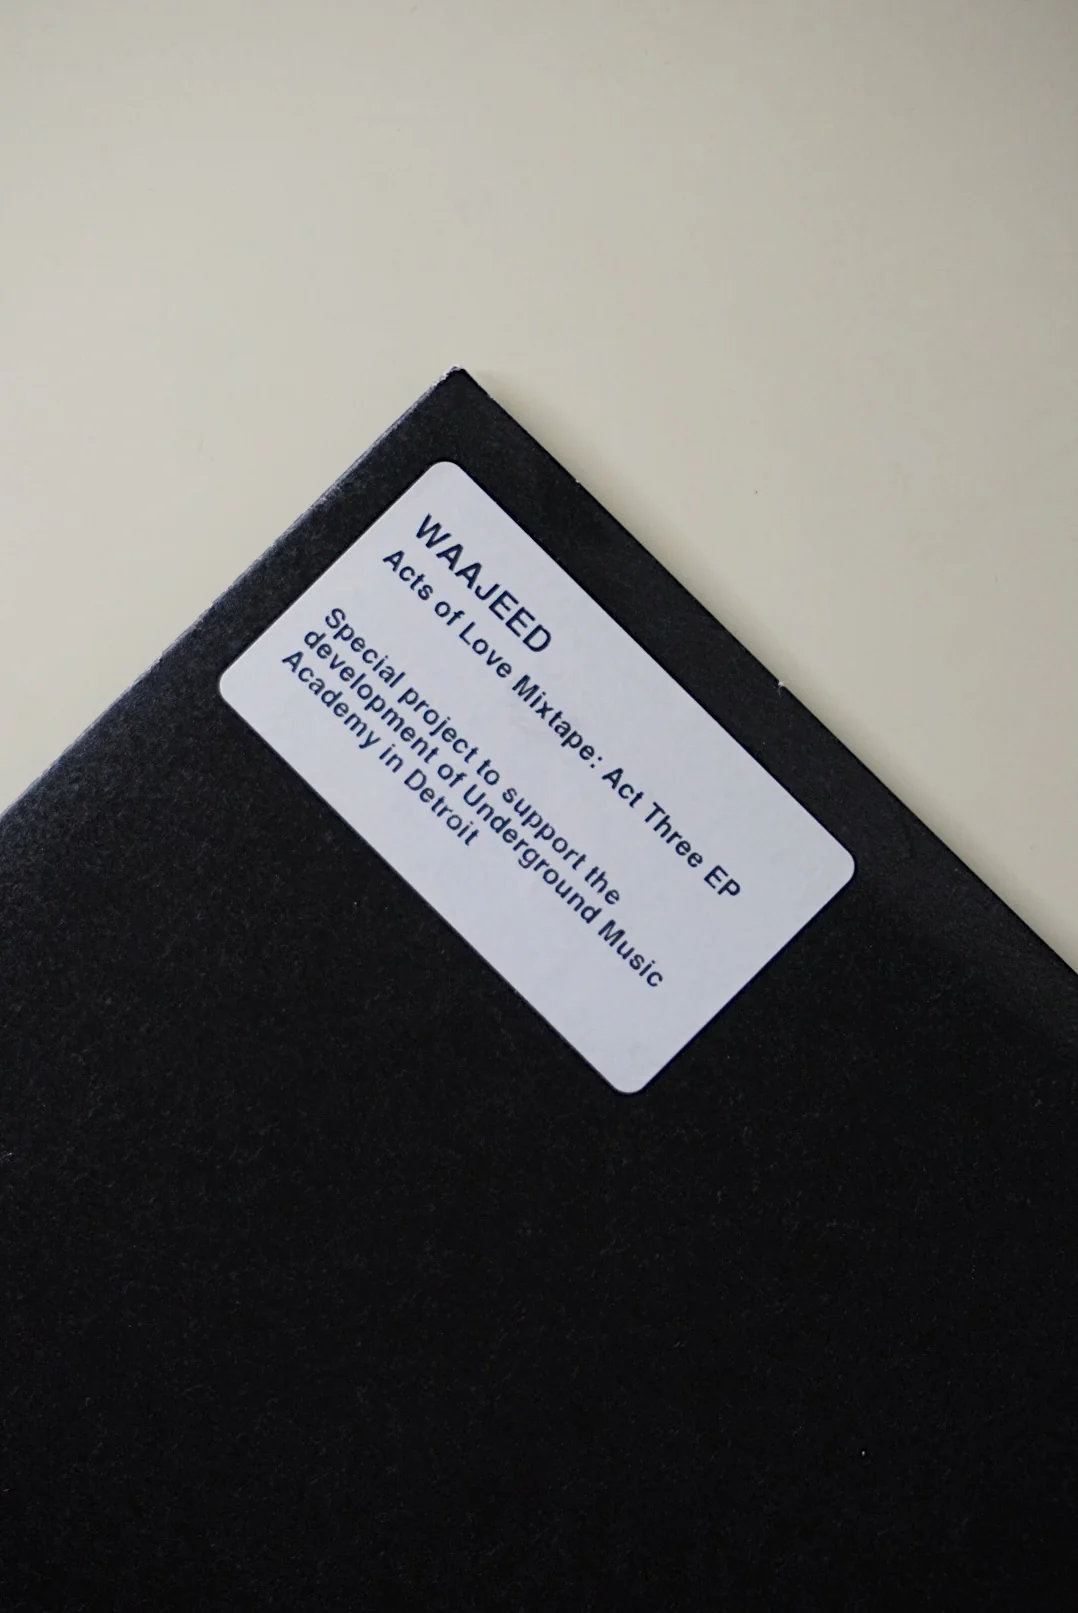 WAAJEED
Acts of Love Mixtape: Act Three EP
Special project to support the
development of Underground Music
Academy in Detroit